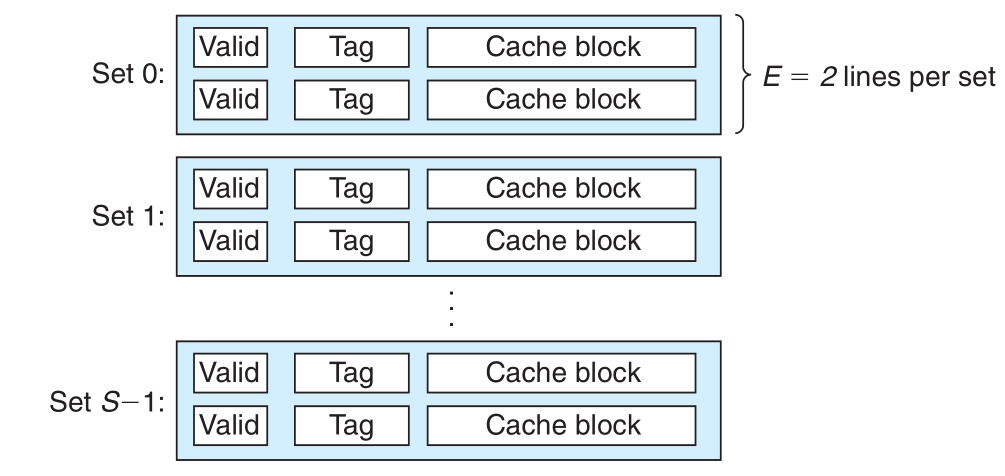 Valid Tag Cache block
Set 0: E = 2 lines per set
Valid Tag Cache block
Valid Tag Cache block
Set 1:
Valid Tag Cache block
Valid Tag Cache block
Set S−1:
Valid Tag Cache block